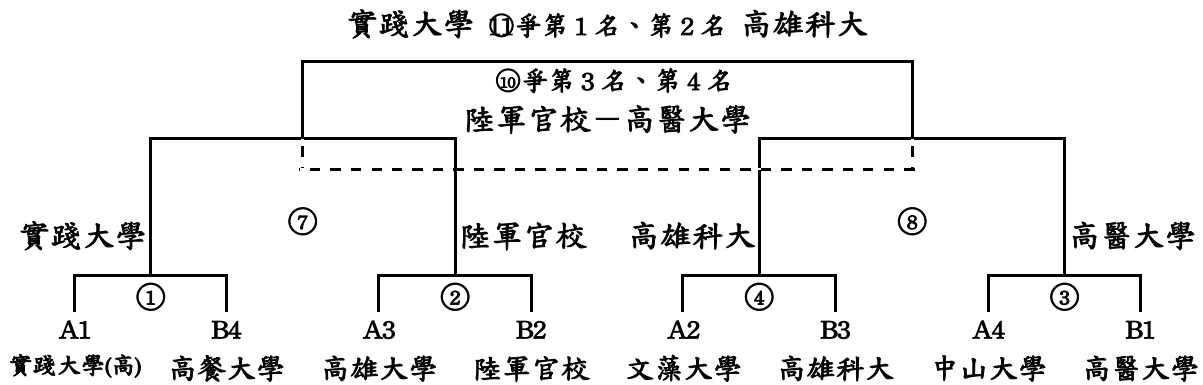 實踐大學 ⑪爭第1名、第2名 高雄科大
⑩爭第3名、第4名
陸軍官校－高醫大學
⑦ ⑧
實踐大學 陸軍官校 高雄科大 高醫大學
① ② ④ ③
A1 B4 A3 B2 A2 B3 A4 B1
實踐大學(高) 高餐大學 高雄大學 陸軍官校 文藻大學 高雄科大 中山大學 高醫大學